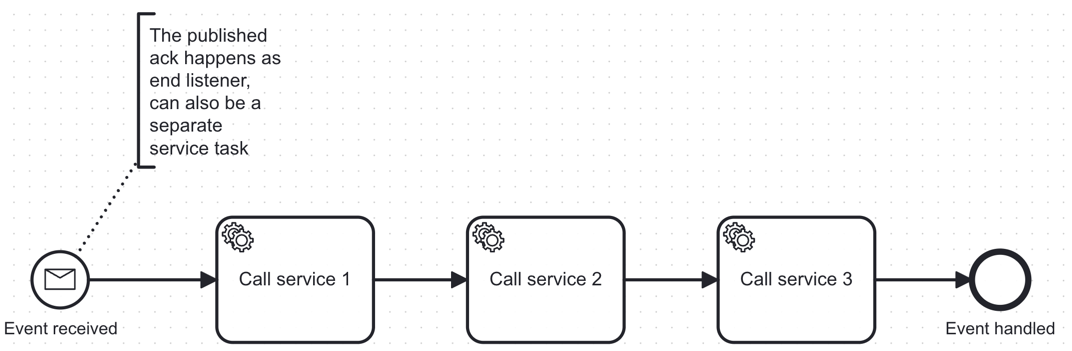 The published
ack happens as
end listener,
can also be a
separate
service task
Call service 1
Call service 2
Call service 3
Event received
Event handled